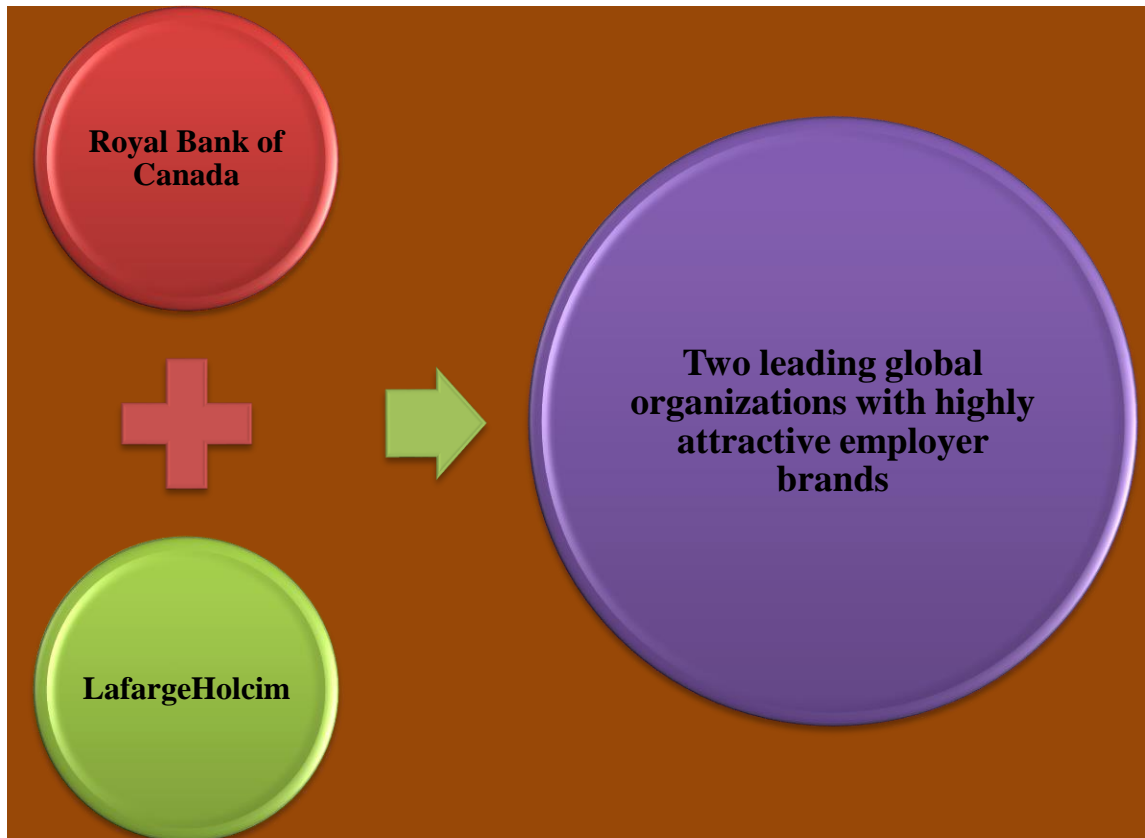 Royal Bank of
Canada
LafargeHolcim
Two leading global
organizations with highly
attractive employer
brands